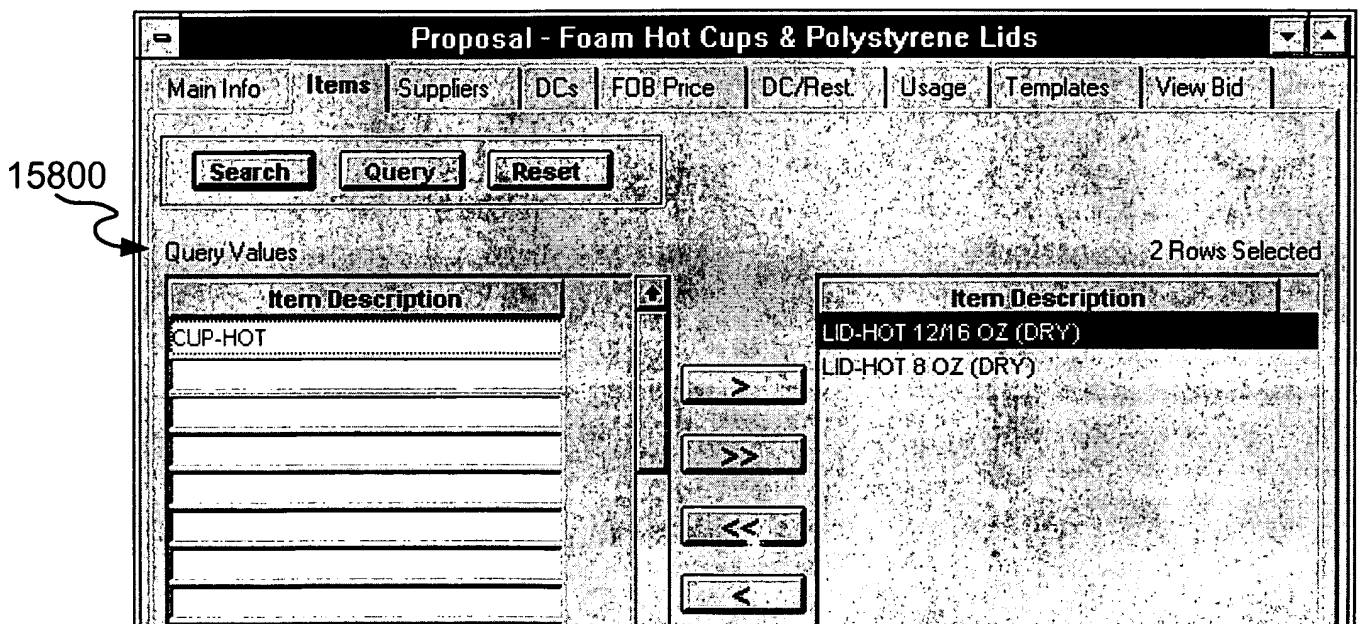 Proposal - Foam Hot Cups & Polystyrene Lids
Main Info Items Suppliers DCs FOB Price DC/Rest. Usage Templates View Bid
Search Query Reset
15800
Query Values 2 Rows Selected
Item Description Item Description
CUP-HOT LID-HOT 12/16 OZ (DRY)
LID-HOT 8 OZ (DRY)
>
>>
<<
<